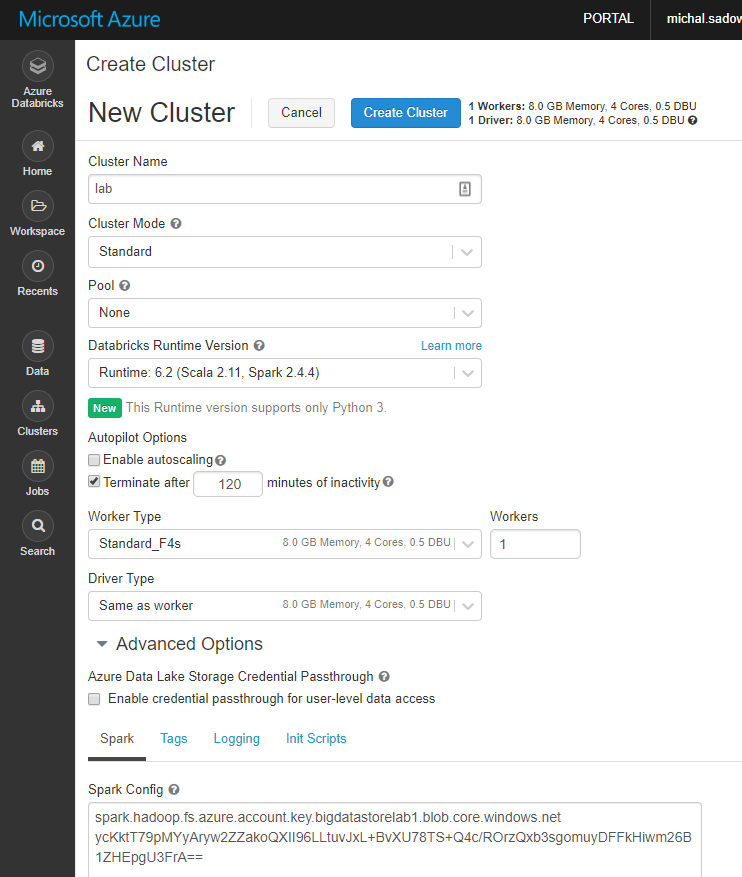 Microsoft Azure
PORTAL
michal.sadow
Azure
Databricks
Home
Workspace
Recents
Data
Clusters
Jobs
Search
Create Cluster
New Cluster
Cancel
Create Cluster
1 Workers: 8.0 GB Memory, 4 Cores, 0.5 DBU
1 Driver: 8.0 GB Memory, 4 Cores, 0.5 DBU
Cluster Name
lab
Cluster Mode
Standard
Pool
None
Databricks Runtime Version
Learn more
Runtime: 6.2 (Scala 2.11, Spark 2.4.4)
New This Runtime version supports only Python 3.
Autopilot Options
Enable autoscaling
Terminate after 120 minutes of inactivity
Worker Type
Workers
Standard_F4s 8.0 GB Memory, 4 Cores, 0.5 DBU
1
Driver Type
Same as worker 8.0 GB Memory, 4 Cores, 0.5 DBU
Advanced Options
Azure Data Lake Storage Credential Passthrough
Enable credential passthrough for user-level data access
Spark Tags Logging Init Scripts
Spark Config
spark.hadoop.fs.azure.account.key.bigdatastorelab1.blob.core.windows.net
ycKktT79pMYyAryw2ZZakoQXII96LLtuvJxL+BvXU78TS+Q4c/ROrzQxb3sgomuyDFFkHiwm26B
1ZHEpgU3FrA==